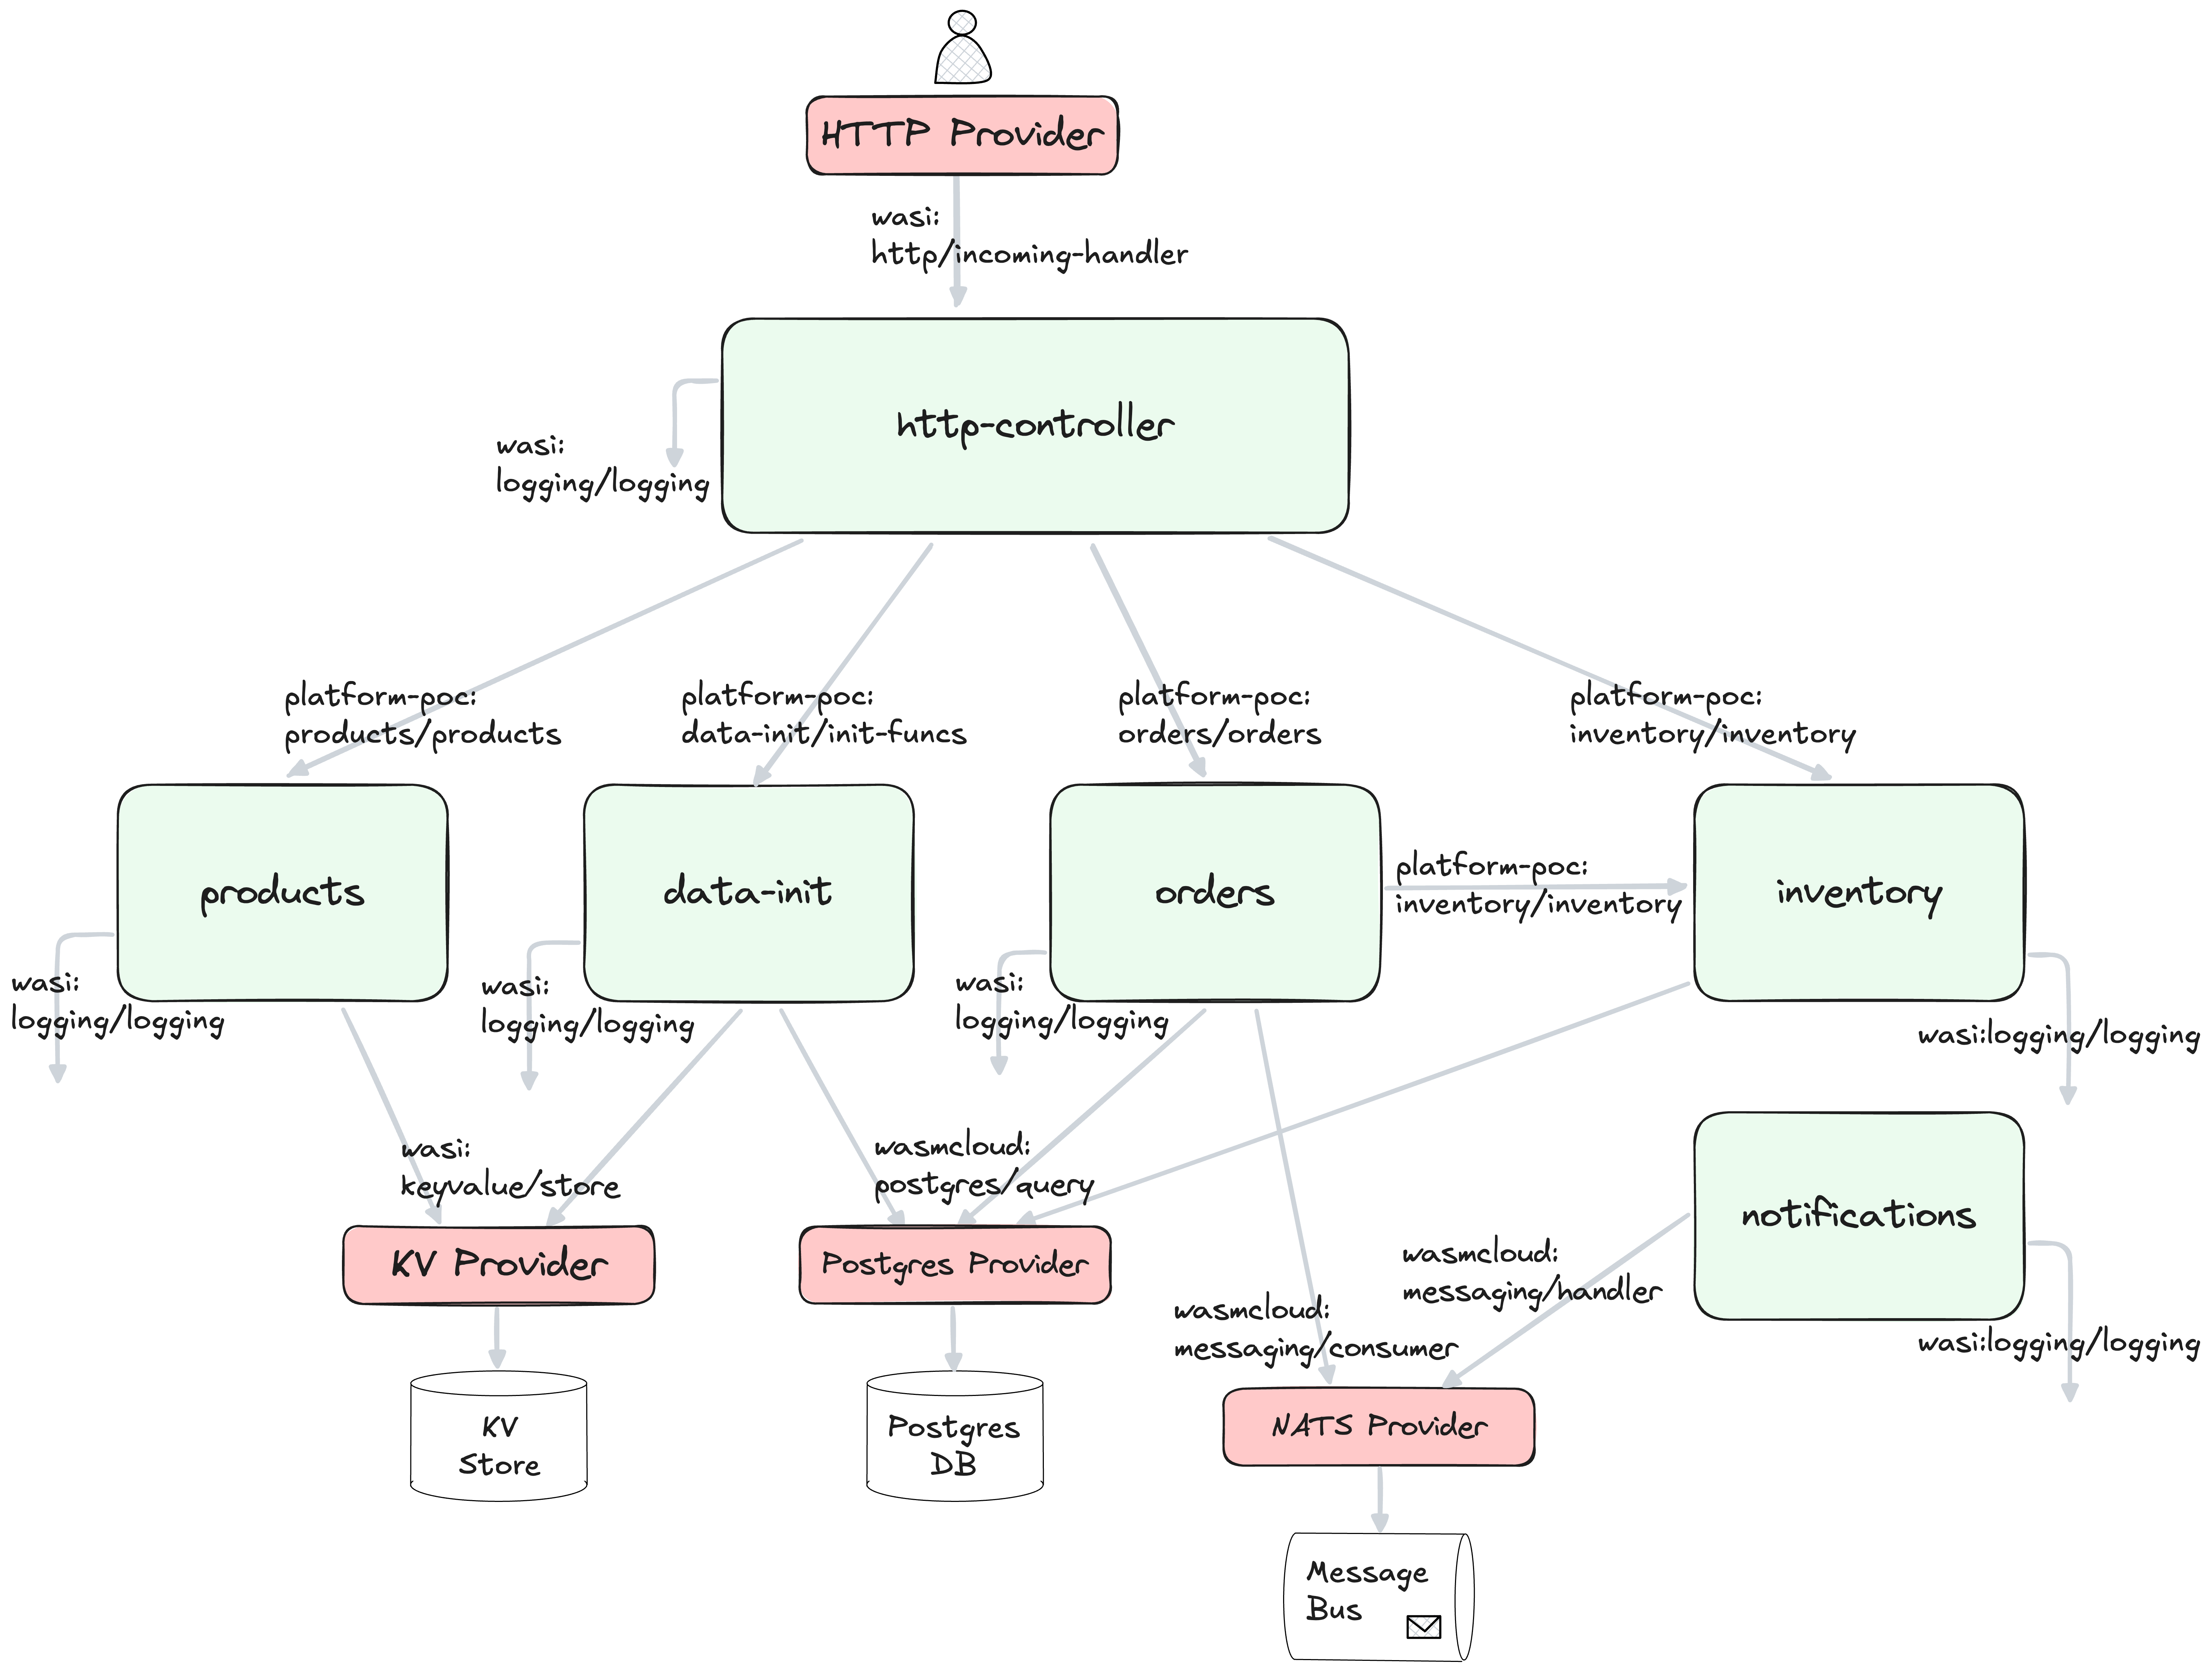 HTTP Provider
wasi:
http/incoming-handler
http-controller
wasi:
logging/logging
platform-poc:
products/products
platform-poc:
data-init/init-funcs
platform-poc:
orders/orders
platform-poc:
inventory/inventory
products
data-init
orders
platform-poc:
inventory/inventory
inventory
wasi:
logging/logging
wasi:
logging/logging
wasi:
logging/logging
wasi:logging/logging
wasi:
keyvalue/store
wasmcloud:
postgres/query
notifications
KV Provider
Postgres Provider
wasmcloud:
messaging/handler
wasmcloud:
messaging/consumer
wasi:logging/logging
NATS Provider
KV
Store
Postgres
DB
Message
Bus